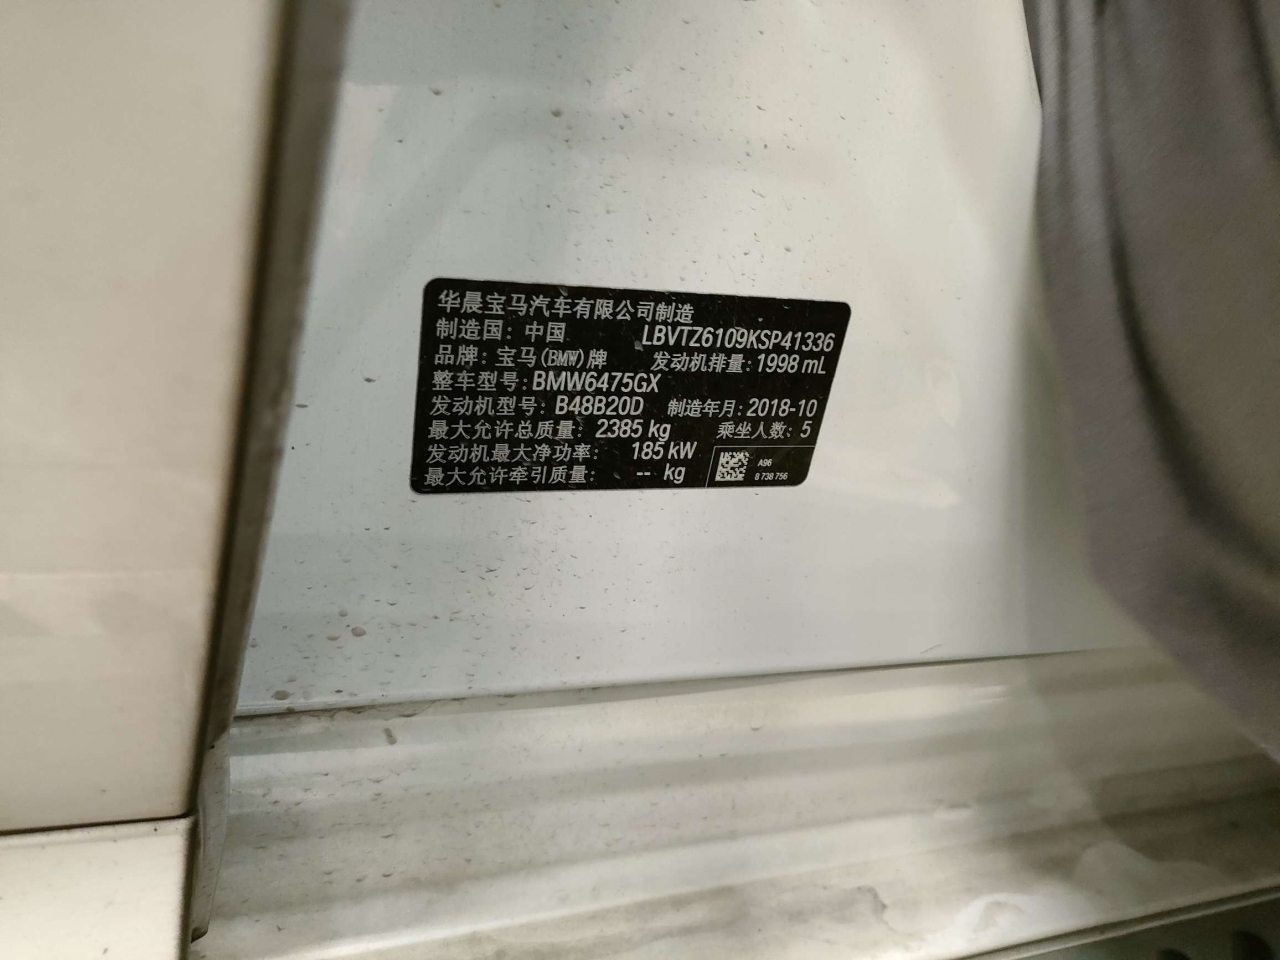 华晨宝马汽车有限公司制造
制造国：中国 LBVTZ6109KSP41336
品牌：宝马(BMW)牌 发动机排量：1998 mL
整车型号：BMW6475GX
发动机型号：B48B20D 制造年月：2018-10
最大允许总质量：2385 kg 乘坐人数：5
发动机最大净功率：185 kW
最大允许牵引质量：-- kg
A96
8 738 756